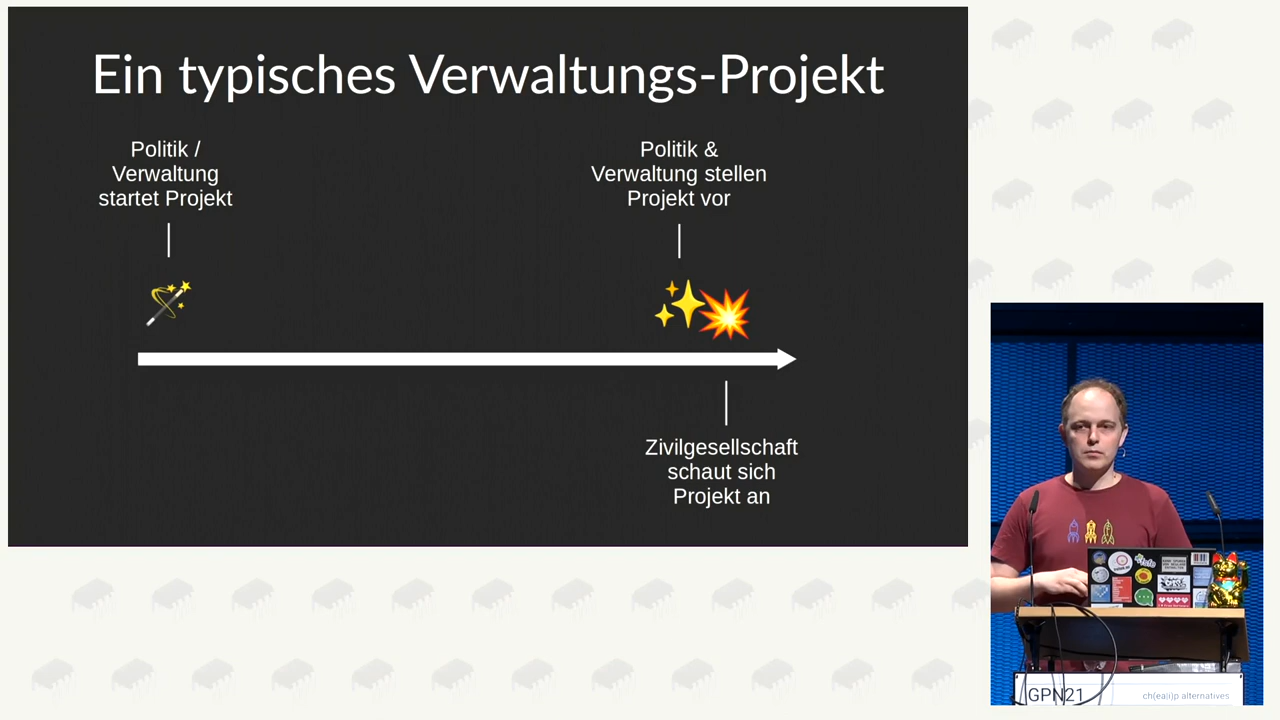 Ein typisches Verwaltungs-Projekt
Politik /
Verwaltung
startet Projekt
Politik &
Verwaltung stellen
Projekt vor
Zivilgesellschaft
schaut sich
Projekt an
GPN21
ch(ea|i)p alternatives